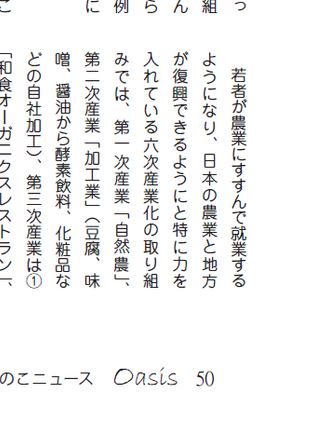 っ
組
ん
ら
例
に
こ
若者が農業にすすんで就業する
ようになり、日本の農業と地方
が復興できるようにと特に力を
入れている六次産業化の取り組
みでは、第一次産業「自然農」、
第二次産業「加工業」（豆腐、味
噌、醤油から酵素飲料、化粧品な
どの自社加工）、第三次産業は①
「和食オーガニクスレストラン」、
のこニュース Oasis 50